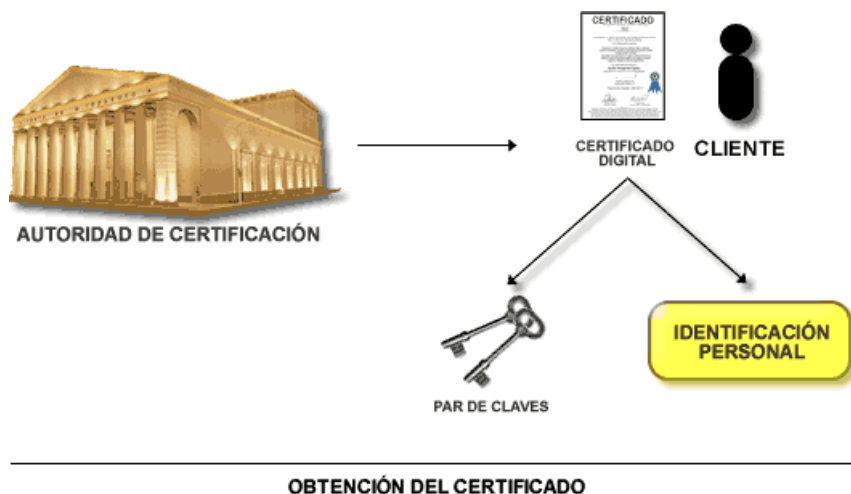 CERTIFICADO
CERTIFICADO
DIGITAL
CLIENTE
AUTORIDAD DE CERTIFICACIÓN
IDENTIFICACIÓN
PERSONAL
PAR DE CLAVES
OBTENCIÓN DEL CERTIFICADO